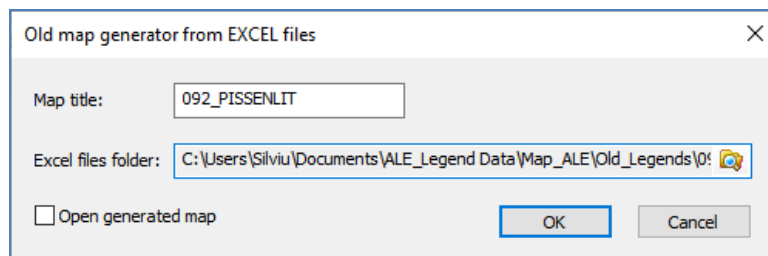 Old map generator from EXCEL files
Map title: 092_PISSENLIT
Excel files folder: C:\Users\Silviu\Documents\ALE_Legend Data\Map_ALE\Old_Legends\09
Open generated map OK Cancel